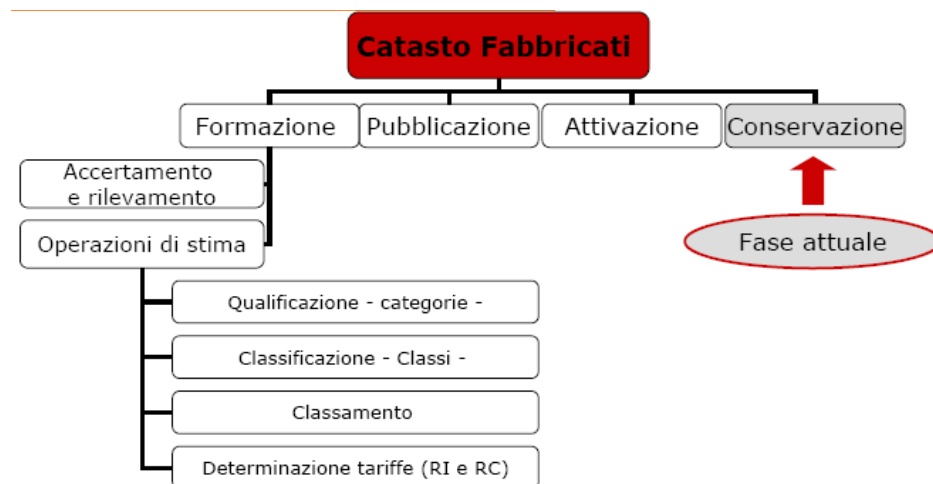 Catasto Fabbricati
Formazione
Pubblicazione
Attivazione
Conservazione
Accertamento
e rilevamento
Operazioni di stima
Fase attuale
Qualificazione - categorie -
Classificazione - Classi -
Classamento
Determinazione tariffe (RI e RC)